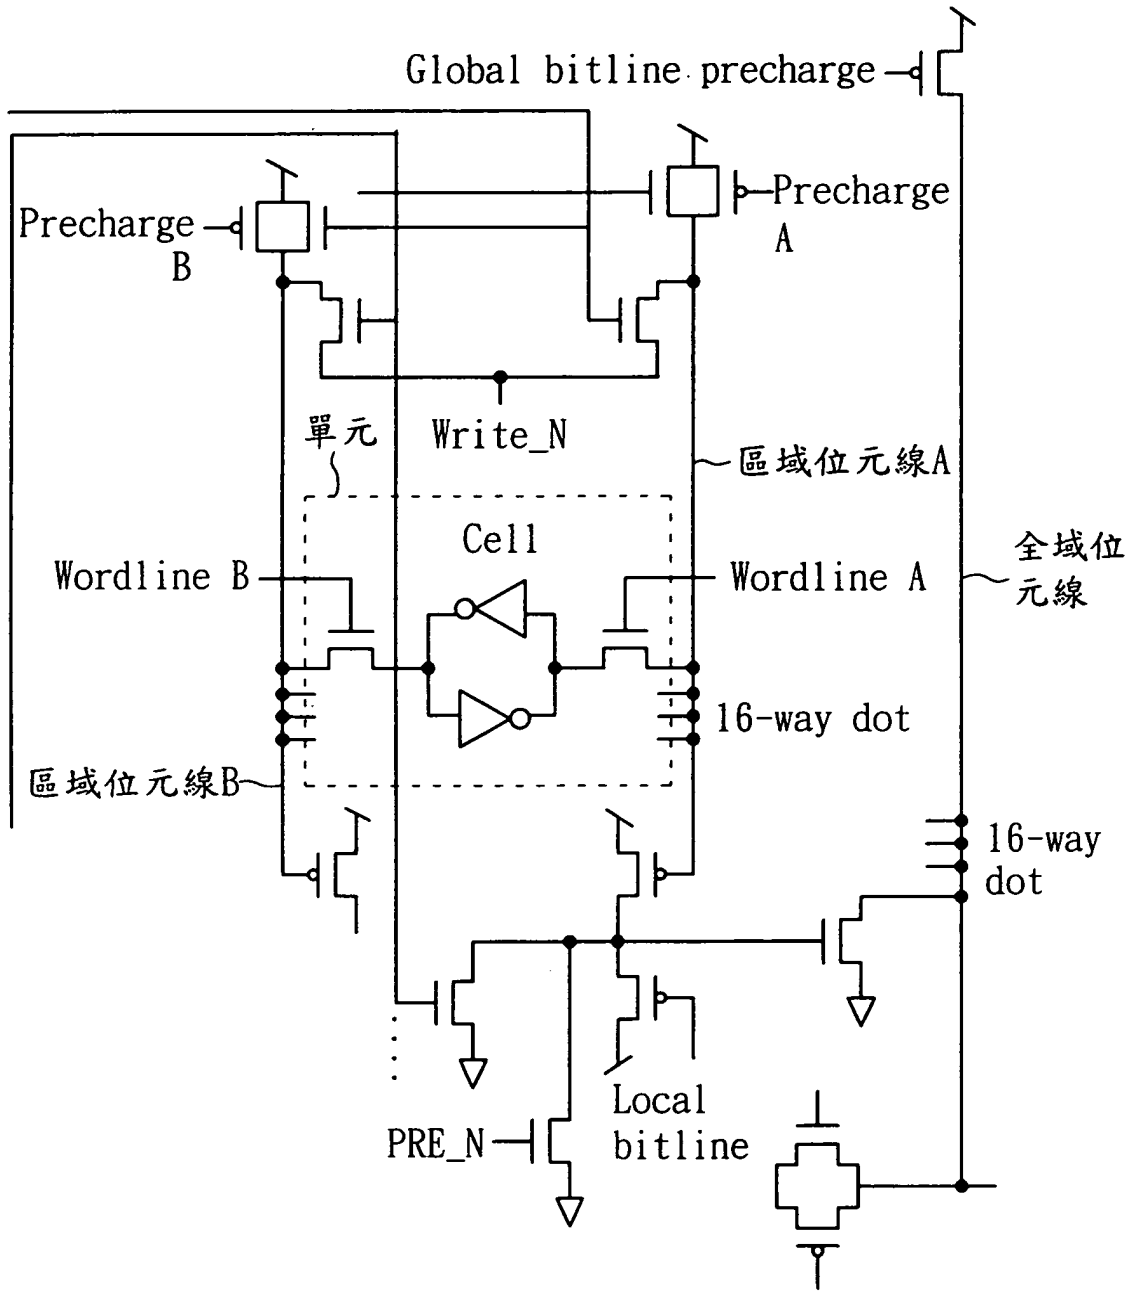 Global bitline precharge
Precharge
A
Precharge
B
Write_N
單元
區域位元線A
Cell
Wordline B
Wordline A
全域位
元線
16-way dot
區域位元線B
16-way
dot
Local
bitline
PRE_N